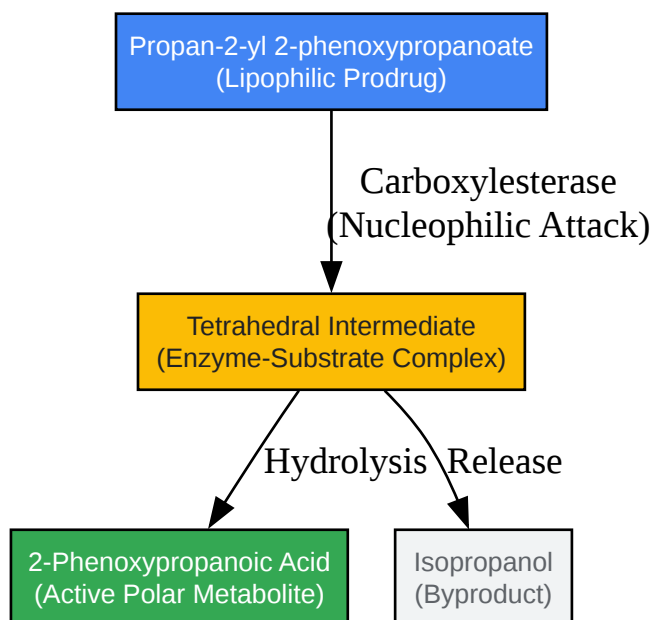 Propan-2-yl 2-phenoxypropanoate
(Lipophilic Prodrug)
Carboxylesterase
(Nucleophilic Attack)
Tetrahedral Intermediate
(Enzyme-Substrate Complex)
Hydrolysis
Release
2-Phenoxypropanoic Acid
(Active Polar Metabolite)
Isopropanol
(Byproduct)